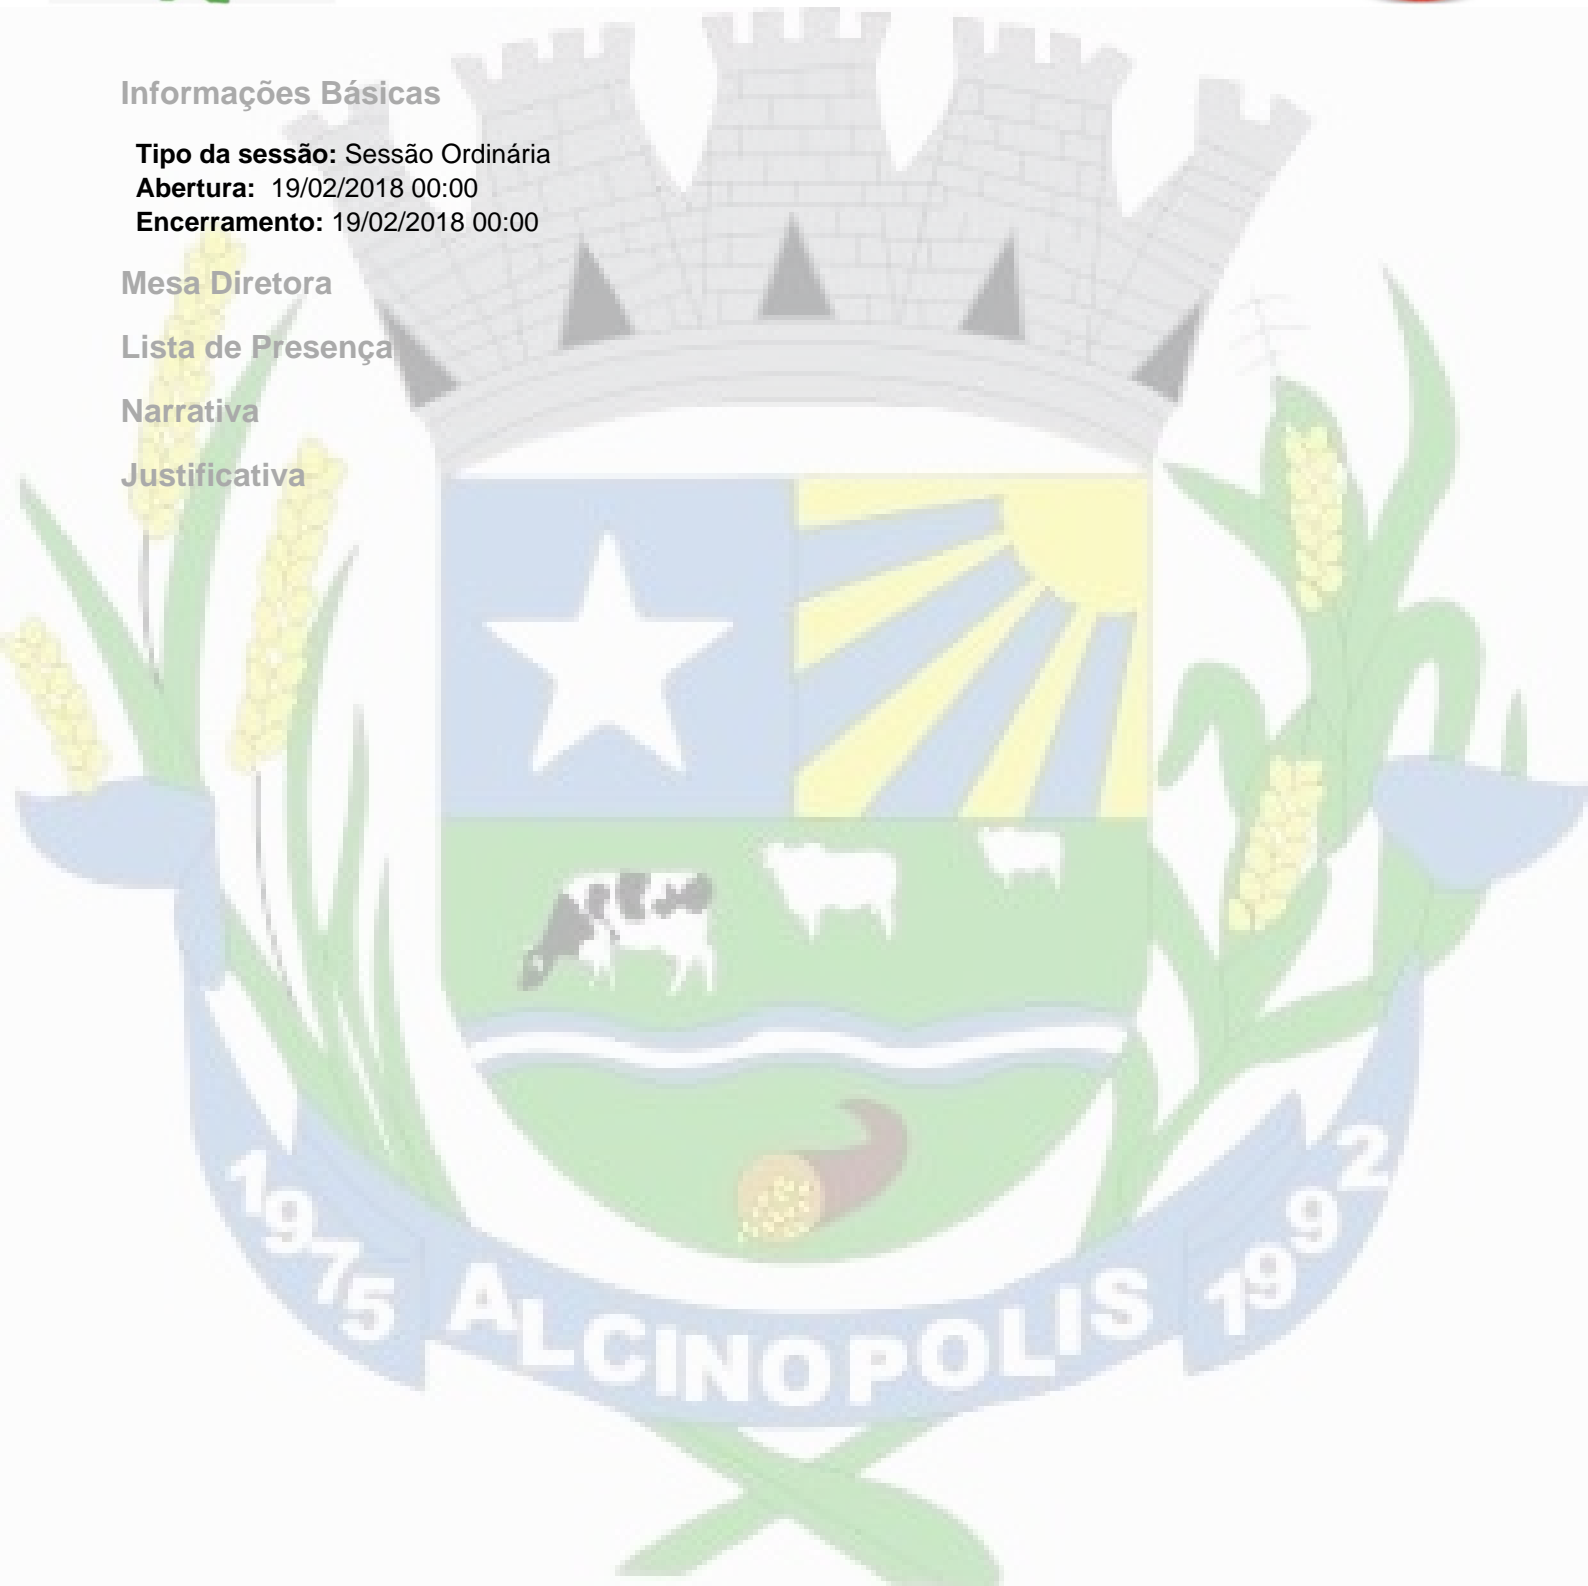 Informações Básicas
Tipo da sessão: Sessão Ordinária
Abertura: 19/02/2018 00:00
Encerramento: 19/02/2018 00:00
Mesa Diretora
Lista de Presença
Narrativa
Justificativa
1975 ALCINOPOLIS 1992